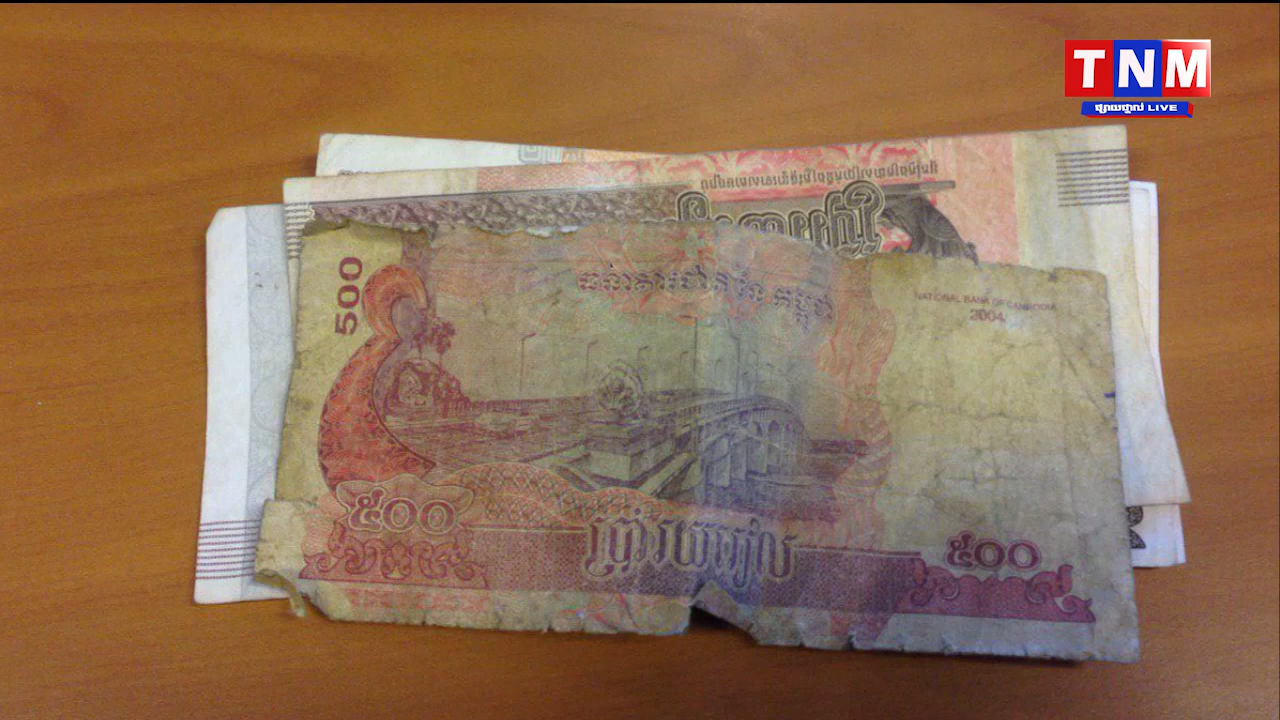 TNM
ផ្សាយផ្ទាល់ LIVE
500
ធនាគារជាតិ នៃ កម្ពុជា
NATIONAL BANK OF CAMBODIA
2004
៥០០
ប្រាំរយរៀល
៥០០